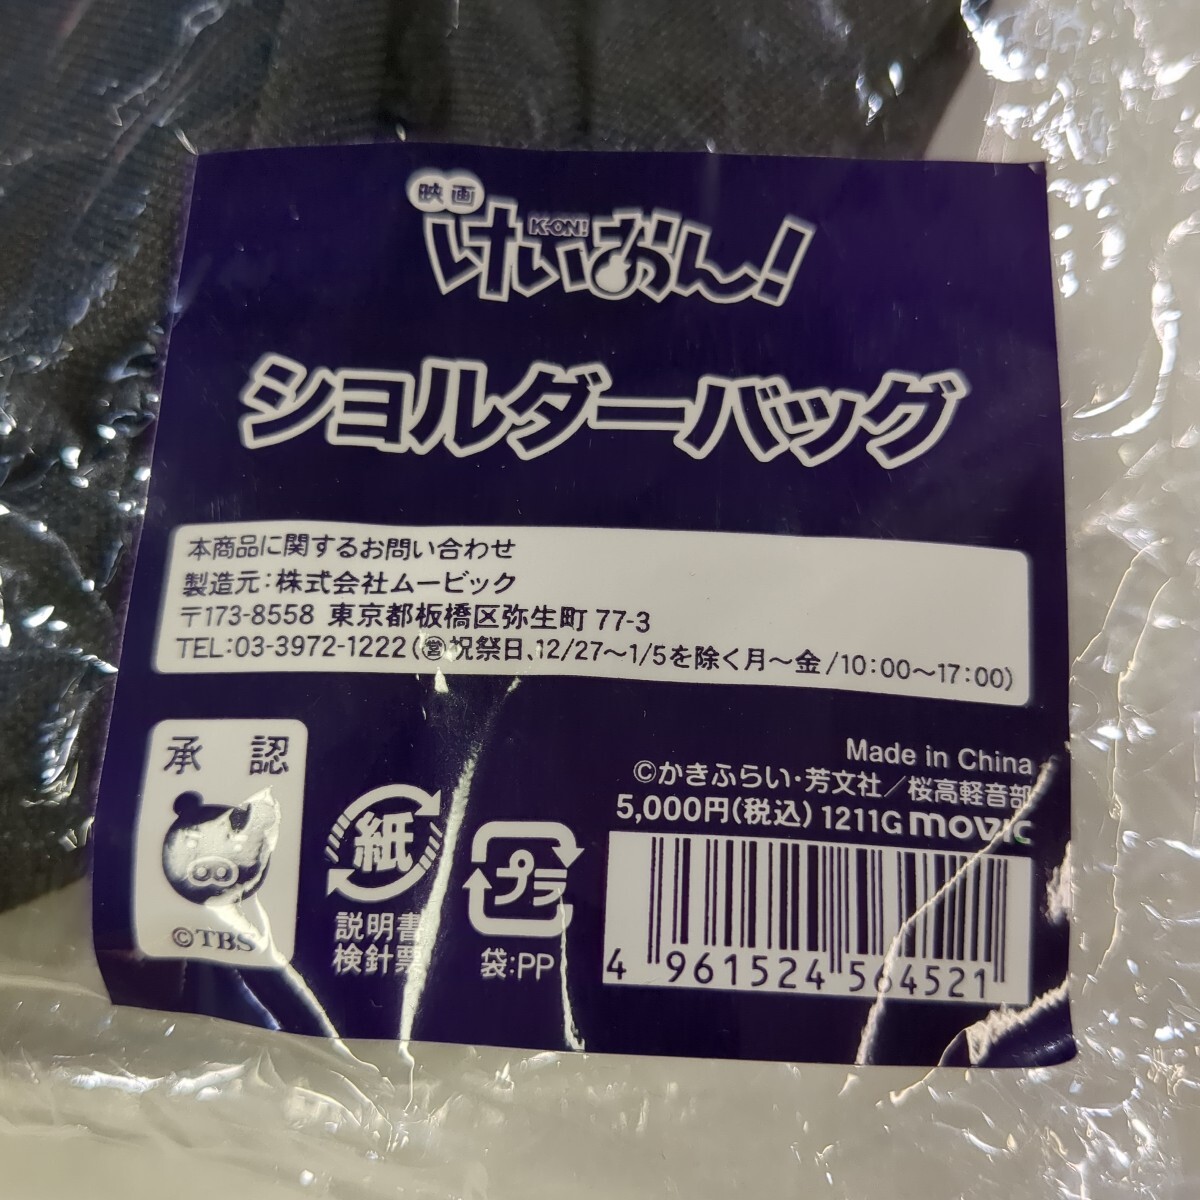 映画
けいおん!
K-ON!
ショルダーバッグ
本商品に関するお問い合わせ
製造元:株式会社ムービック
〒173-8558 東京都板橋区弥生町 77-3
TEL:03-3972-1222(営祝祭日、12/27〜1/5を除く月〜金/10:00〜17:00)
承認
©TBS
紙
説明書
検針票
プラ
袋:PP
Made in China
©かきふらい・芳文社/桜高軽音部
5,000円(税込) 1211G movic
4 961524 564521